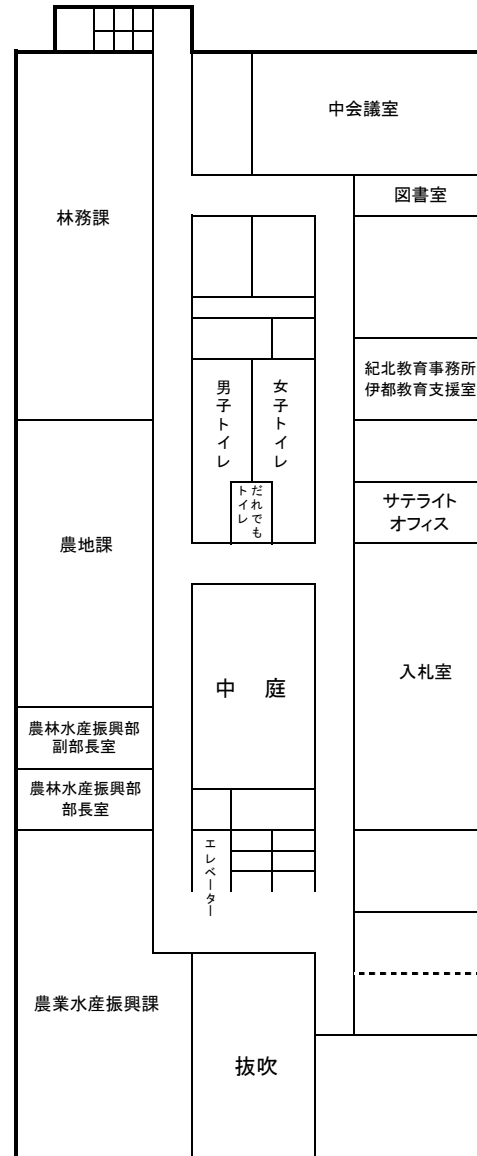 中会議室
図書室
林務課
紀北教育事務所
伊都教育支援室
男子トイレ
女子トイレ
だれでも
トイレ
サテライト
オフィス
農地課
入札室
中　庭
農林水産振興部
副部長室
農林水産振興部
部長室
エレベーター
農業水産振興課
抜吹